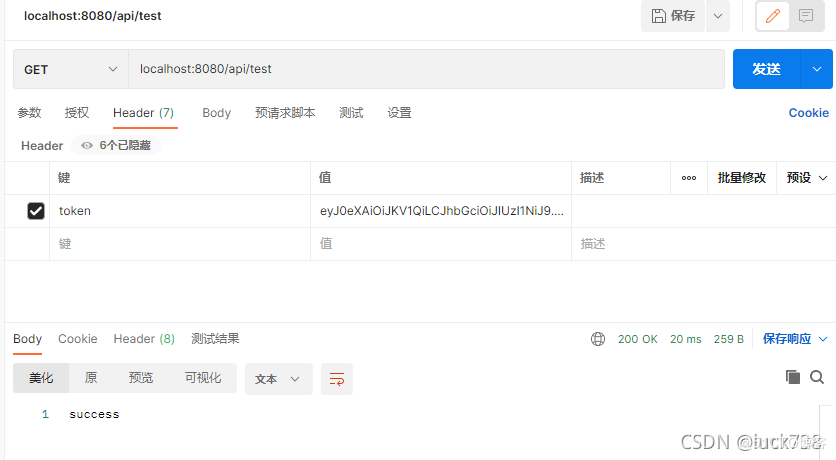 localhost:8080/api/test
保存
GET
localhost:8080/api/test
发送
参数
授权
Header (7)
Body
预请求脚本
测试
设置
Cookie
Header
6个已隐藏
键
值
描述
批量修改
预设
token
eyJ0eXAiOiJKV1QiLCJhbGciOiJIUzI1NiJ9....
键
值
描述
Body
Cookie
Header (8)
测试结果
200 OK
20 ms
259 B
保存响应
美化
原
预览
可视化
文本
1
success
CSDN